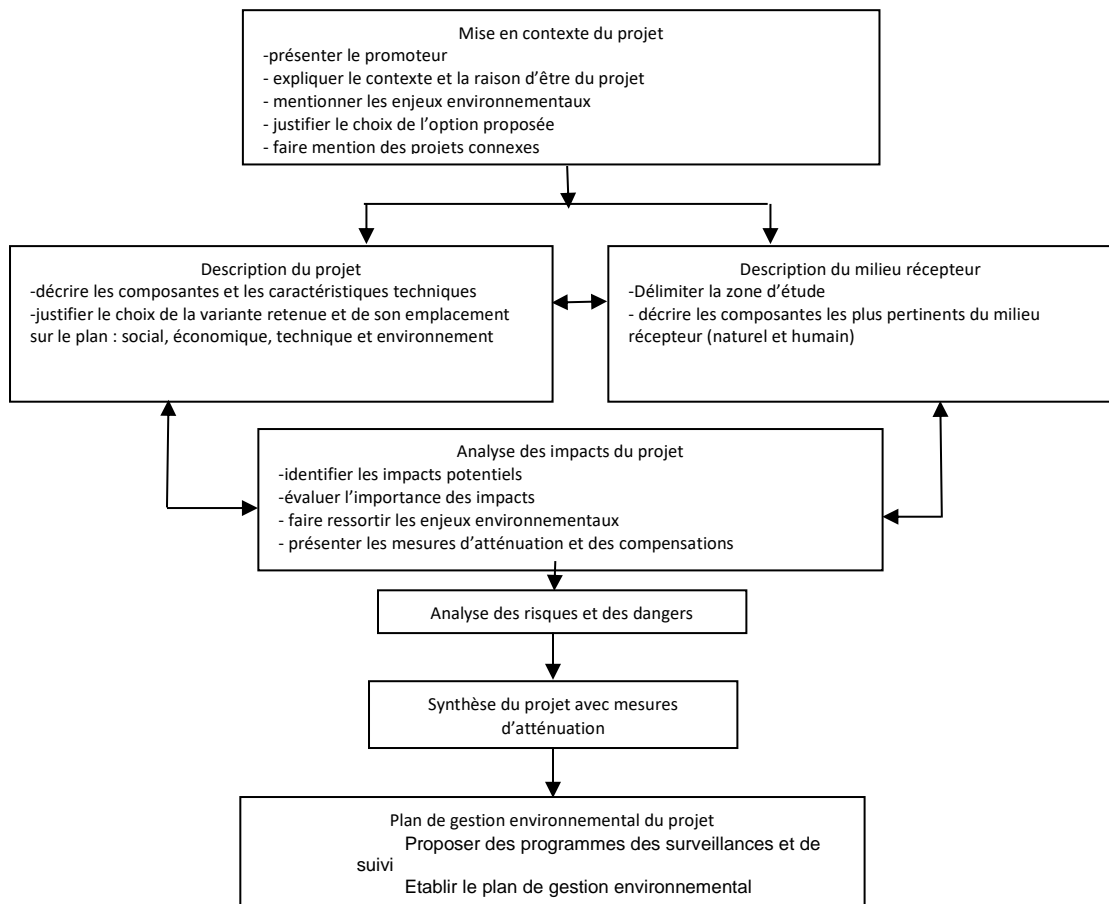 Mise en contexte du projet
-présenter le promoteur
- expliquer le contexte et la raison d’être du projet
- mentionner les enjeux environnementaux
- justifier le choix de l’option proposée
- faire mention des projets connexes
Description du projet
-décrire les composantes et les caractéristiques techniques
-justifier le choix de la variante retenue et de son emplacement
sur le plan : social, économique, technique et environnement
Description du milieu récepteur
-Délimiter la zone d’étude
- décrire les composantes les plus pertinents du milieu
récepteur (naturel et humain)
Analyse des impacts du projet
-identifier les impacts potentiels
-évaluer l’importance des impacts
- faire ressortir les enjeux environnementaux
- présenter les mesures d’atténuation et des compensations
Analyse des risques et des dangers
Synthèse du projet avec mesures
d’atténuation
Plan de gestion environnemental du projet
Proposer des programmes des surveillances et de
suivi
Etablir le plan de gestion environnemental